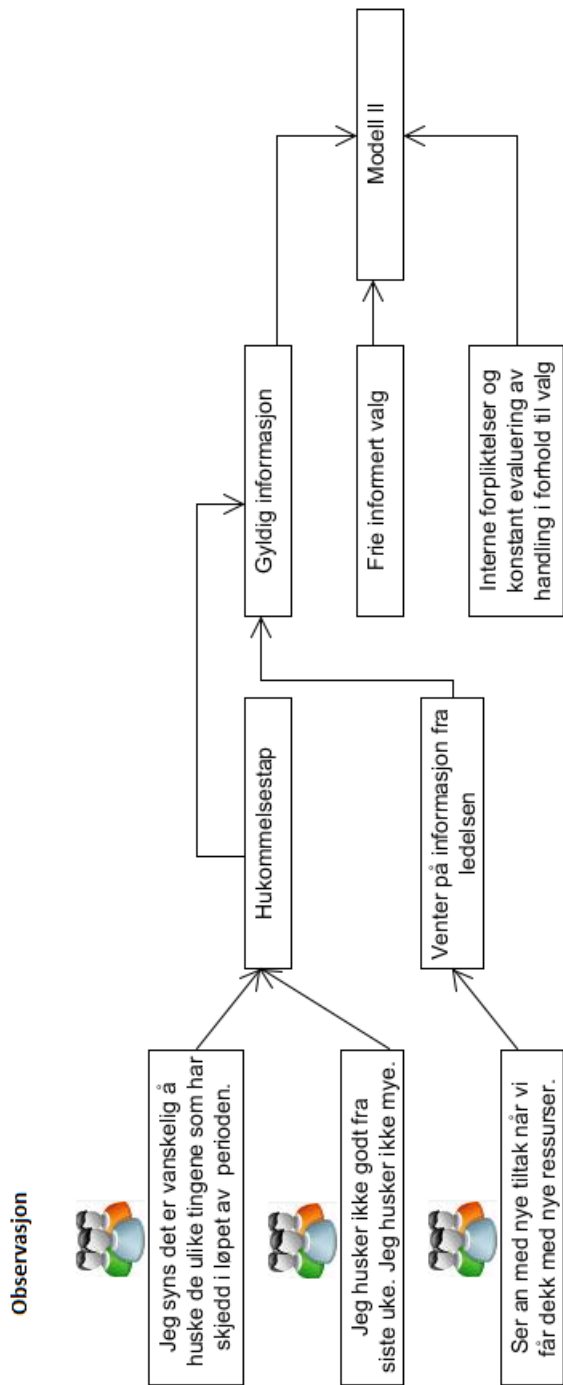 Observasjon
Jeg syns det er vanskelig å
huske de ulike tingene som har
skjedd i løpet av  perioden.
Jeg husker ikke godt fra
siste uke. Jeg husker ikke mye.
Ser an med nye tiltak når vi
får dekk med nye ressurser.
Hukommelsestap
Venter på informasjon fra
ledelsen
Gyldig informasjon
Frie informert valg
Interne forpliktelser og
konstant evaluering av
handling i forhold til valg
Modell II